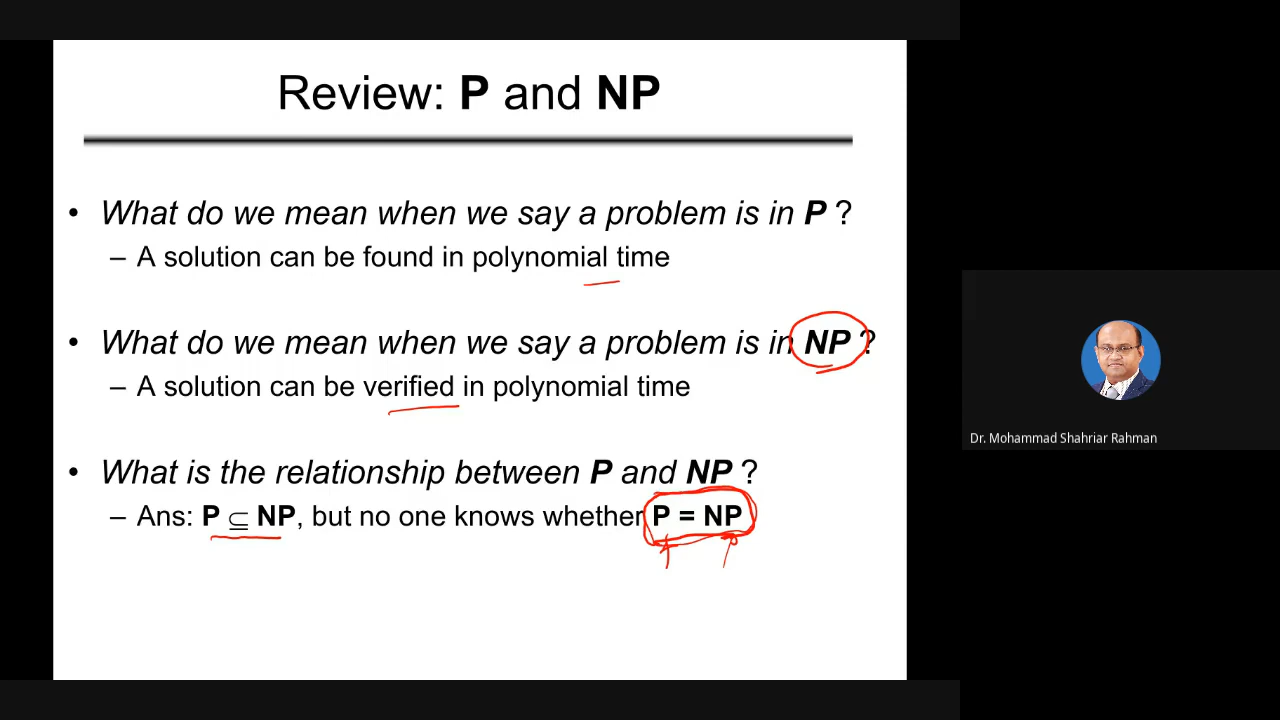 Review: P and NP
• What do we mean when we say a problem is in P ?
– A solution can be found in polynomial time
• What do we mean when we say a problem is in NP ?
– A solution can be verified in polynomial time
• What is the relationship between P and NP ?
– Ans: P ⊆ NP, but no one knows whether P = NP
Dr. Mohammad Shahriar Rahman